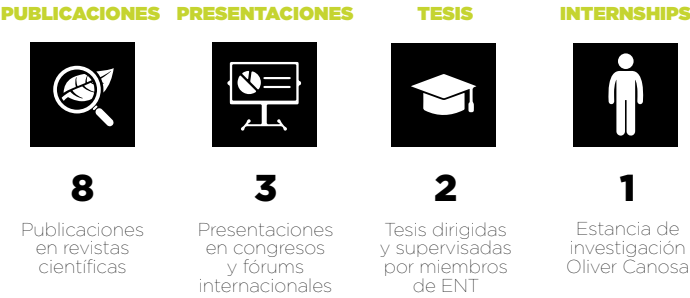 PUBLICACIONES
8
Publicaciones
en revistas
científicas
PRESENTACIONES
3
Presentaciones
en congresos
y fórums
internacionales
TESIS
2
Tesis dirigidas
y supervisadas
por miembros
de ENT
INTERNSHIPS
1
Estancia de
investigación
Oliver Canosa